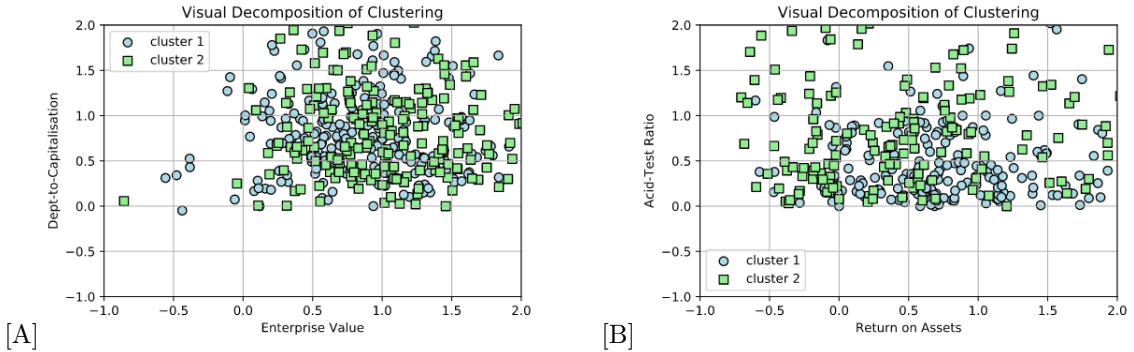 Visual Decomposition of Clustering
2.0
1.5
1.0
0.5
0.0
−0.5
−1.0
Dept-to-Capitalisation
cluster 1
cluster 2
−1.0 −0.5 0.0 0.5 1.0 1.5 2.0
Enterprise Value
[A]
Visual Decomposition of Clustering
2.0
1.5
1.0
0.5
0.0
−0.5
−1.0
Acid-Test Ratio
cluster 1
cluster 2
−1.0 −0.5 0.0 0.5 1.0 1.5 2.0
Return on Assets
[B]